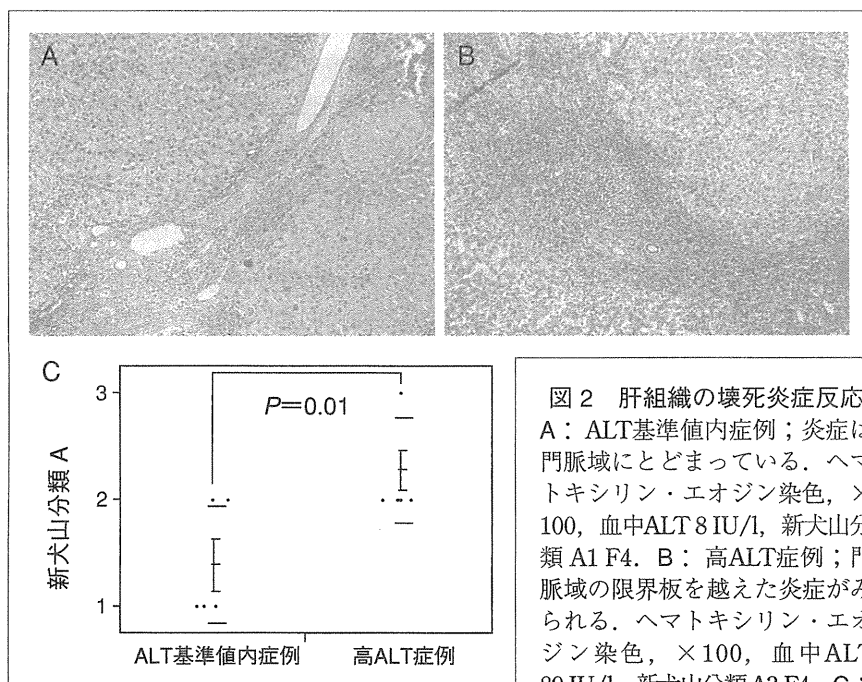 A
B
C
3
2
1
P=0.01
新犬山分類 A
ALT基準値内症例
高ALT症例
図2 肝組織の壊死炎症反応
A：ALT基準値内症例；炎症は
門脈域にとどまっている．ヘマ
トキシリン・エオジン染色，×
100，血中ALT 8 IU/l，新犬山分
類 A1 F4．B：高ALT症例；門
脈域の限界板を越えた炎症がみ
られる．ヘマトキシリン・エオ
ジン染色，×100，血中ALT